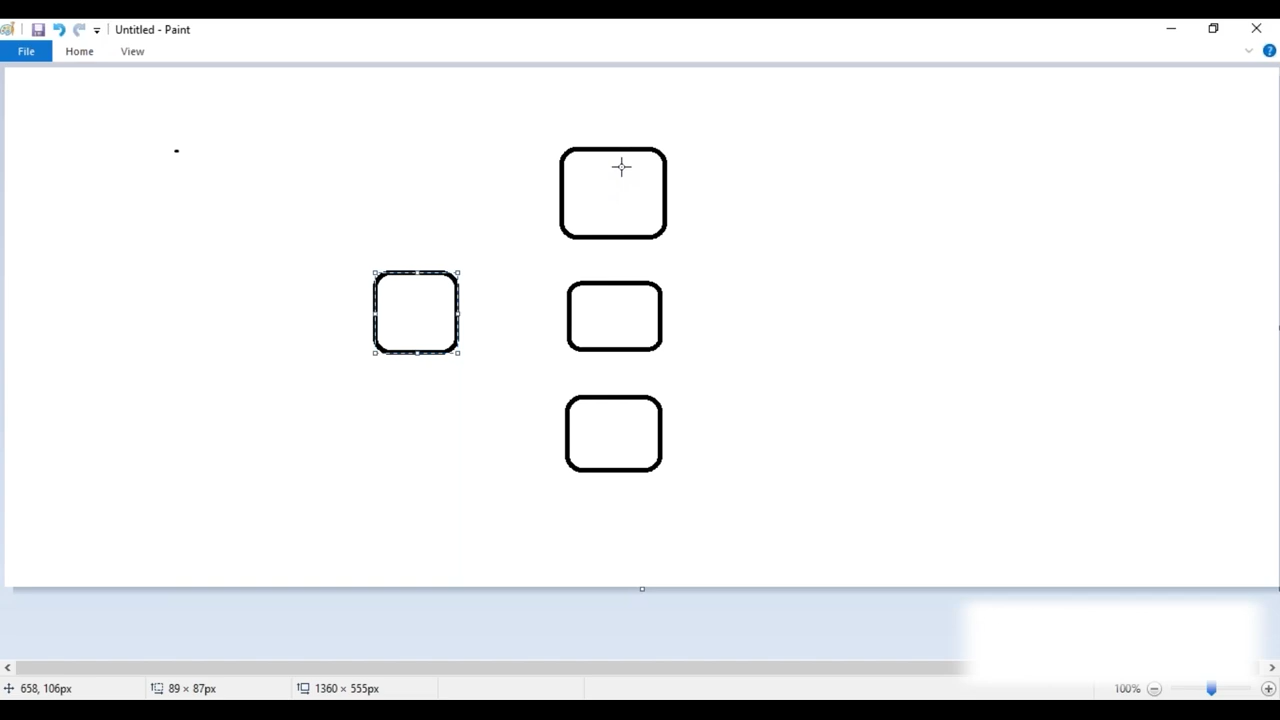 Untitled - Paint
File Home View
658, 106px 89 × 87px 1360 × 555px 100%